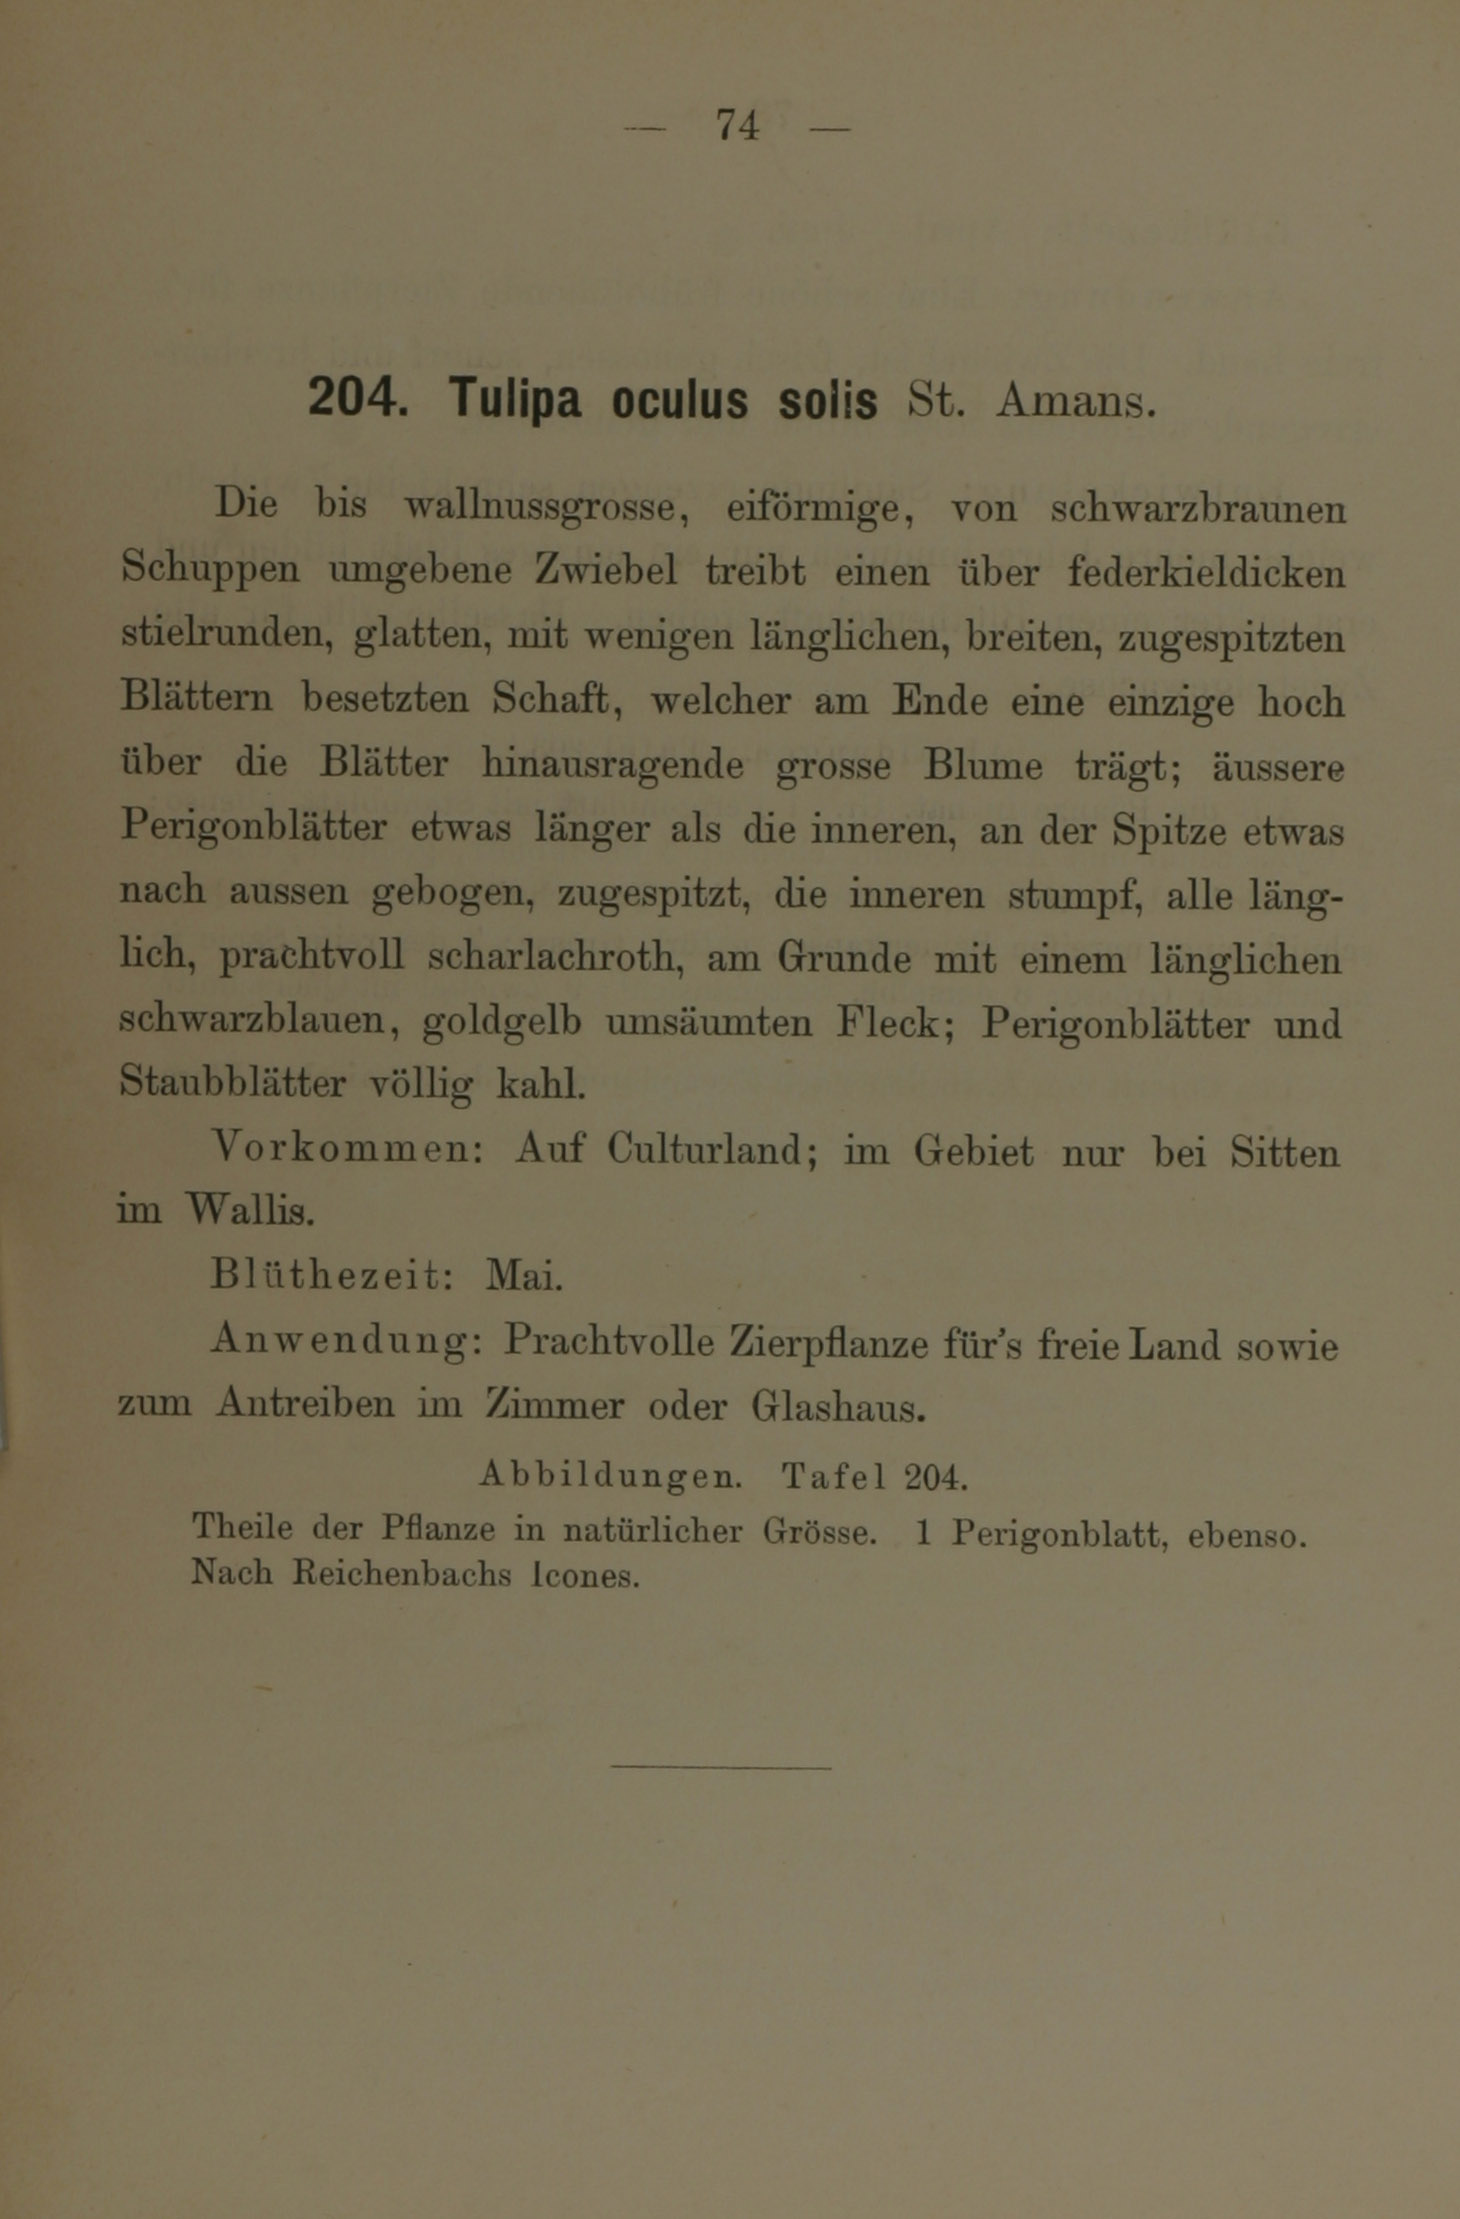 — 74 —
204. Tulipa oculus solis St. Amans.
Die bis wallnussgrosse, eiförmige, von schwarzbraunen
Schuppen umgebene Zwiebel treibt einen über federkieldicken
stielrunden, glatten, mit wenigen länglichen, breiten, zugespitzten
Blättern besetzten Schaft, welcher am Ende eine einzige hoch
über die Blätter hinausragende grosse Blume trägt; äussere
Perigonblätter etwas länger als die inneren, an der Spitze etwas
nach aussen gebogen, zugespitzt, die inneren stumpf, alle läng-
lich, prachtvoll scharlachroth, am Grunde mit einem länglichen
schwarzblauen, goldgelb umsäumten Fleck; Perigonblätter und
Staubblätter völlig kahl.
Vorkommen: Auf Culturland; im Gebiet nur bei Sitten
im Wallis.
Blüthezeit: Mai.
Anwendung: Prachtvolle Zierpflanze für's freie Land sowie
zum Antreiben im Zimmer oder Glashaus.
Abbildungen. Tafel 204.
Theile der Pflanze in natürlicher Grösse. 1 Perigonblatt, ebenso.
Nach Reichenbachs Icones.